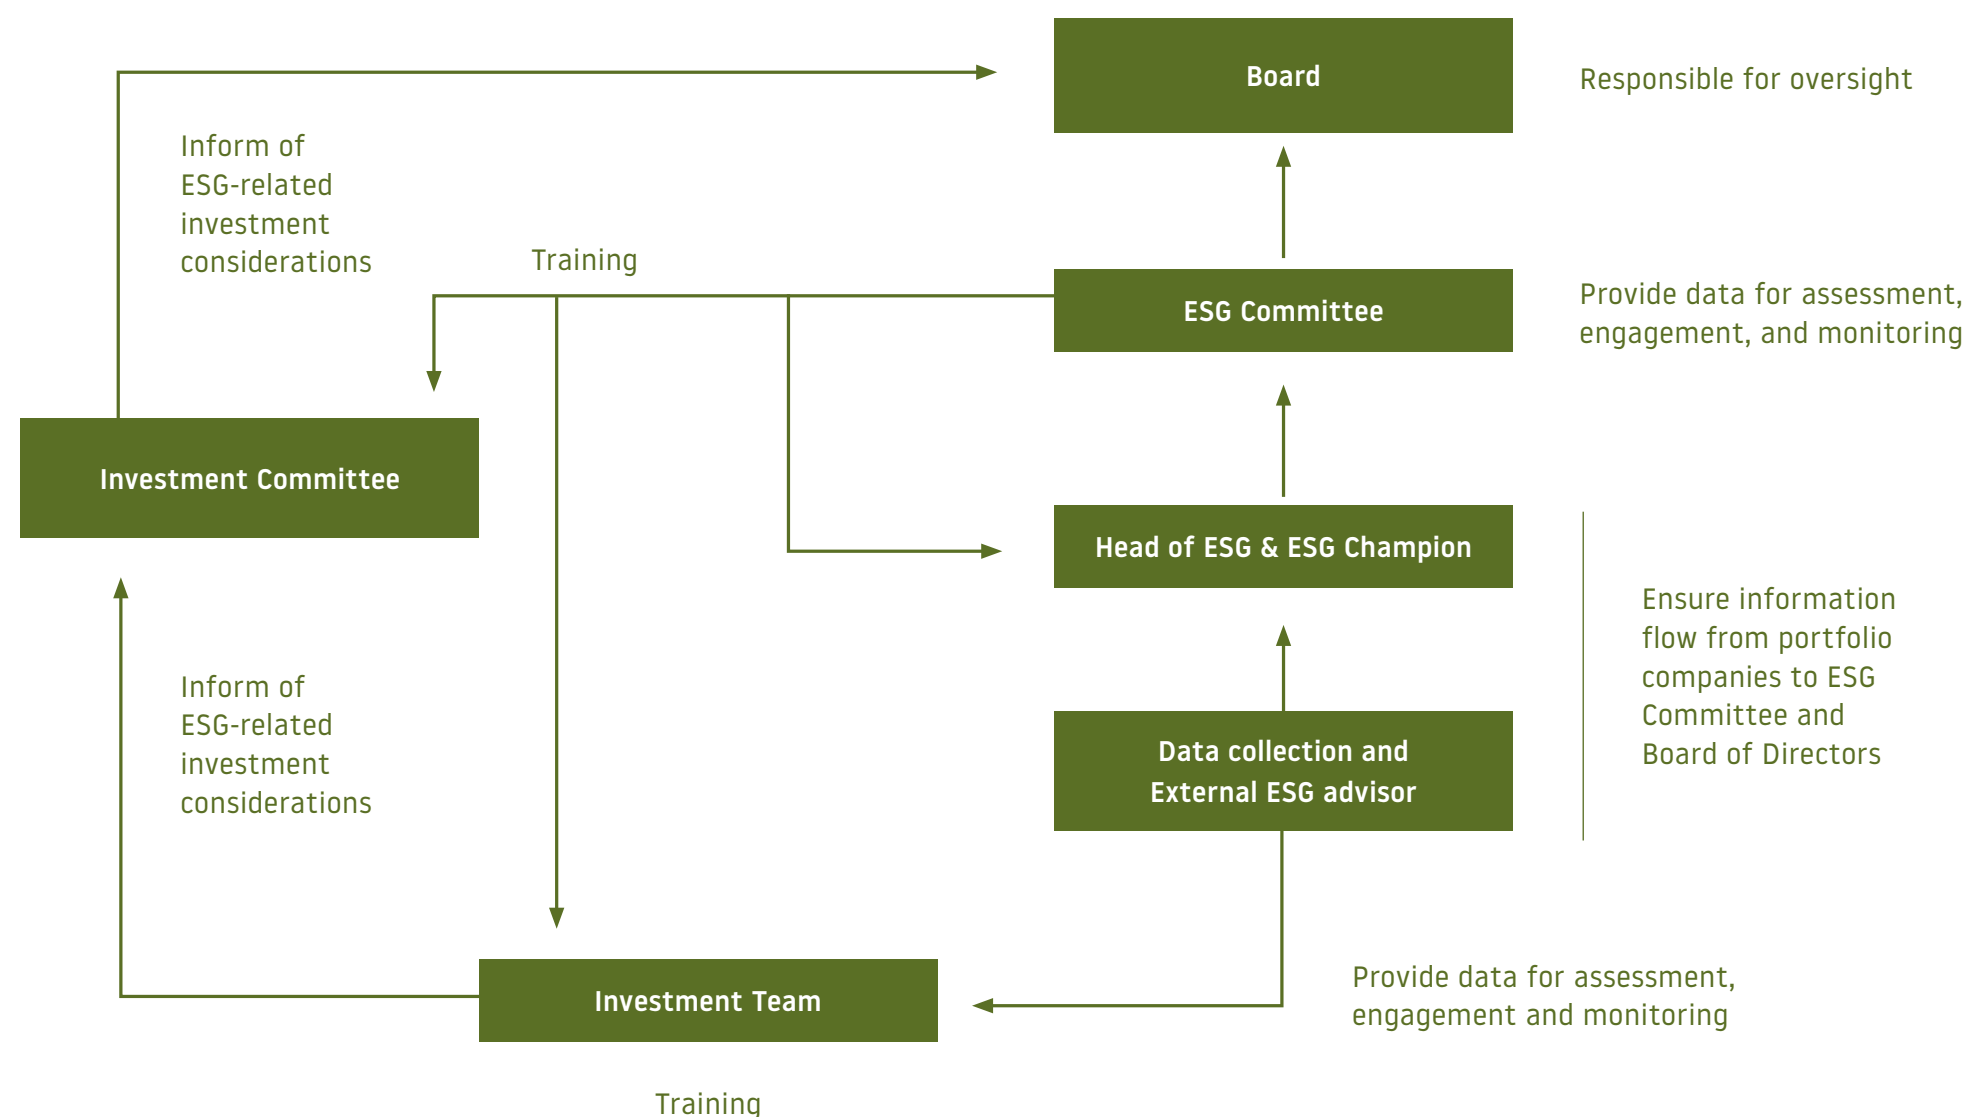 Board
Responsible for oversight
Inform of
ESG-related
investment
considerations
Training
ESG Committee
Provide data for assessment,
engagement, and monitoring
Investment Committee
Head of ESG & ESG Champion
Ensure information
flow from portfolio
companies to ESG
Committee and
Board of Directors
Inform of
ESG-related
investment
considerations
Data collection and
External ESG advisor
Investment Team
Provide data for assessment,
engagement and monitoring
Training